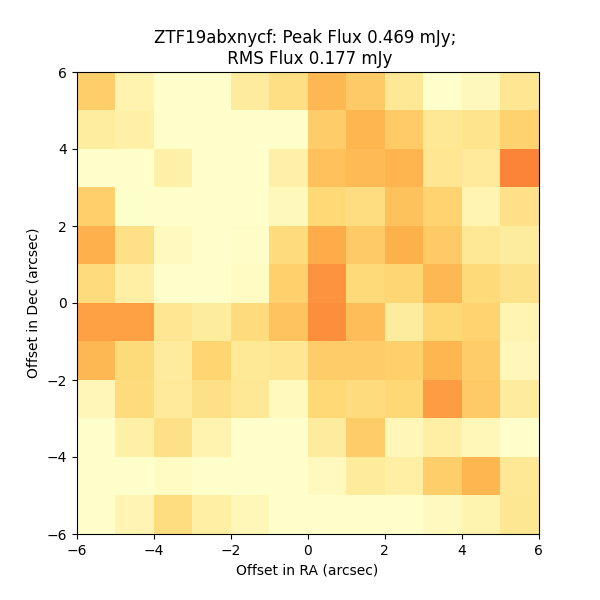 ZTF19abxnycf: Peak Flux 0.469 mJy;
RMS Flux 0.177 mJy
6
4
2
0
−2
−4
−6
Offset in Dec (arcsec)
−6 −4 −2 0 2 4 6
Offset in RA (arcsec)